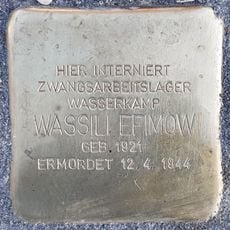 HIER INTERNIERT
ZWANGSARBEITSLAGER
WASSERKAMP
WASSILI EFIMOW
GEB. 1921
ERMORDET 12. 4. 1944